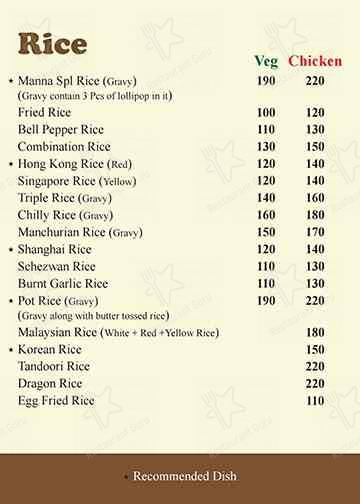 Rice
Veg Chicken
* Manna Spl Rice (Gravy) 190 220
(Gravy contain 3 Pcs of lollipop in it)
Fried Rice 100 120
Bell Pepper Rice 110 130
Combination Rice 130 150
* Hong Kong Rice (Red) 120 140
Singapore Rice (Yellow) 120 140
Triple Rice (Gravy) 140 160
Chilly Rice (Gravy) 160 180
Manchurian Rice (Gravy) 150 170
* Shanghai Rice 120 140
Schezwan Rice 110 130
Burnt Garlic Rice 110 130
* Pot Rice (Gravy) 190 220
(Gravy along with butter tossed rice)
Malaysian Rice (White + Red +Yellow Rice) 180
* Korean Rice 150
Tandoori Rice 220
Dragon Rice 220
Egg Fried Rice 110
* Recommended Dish